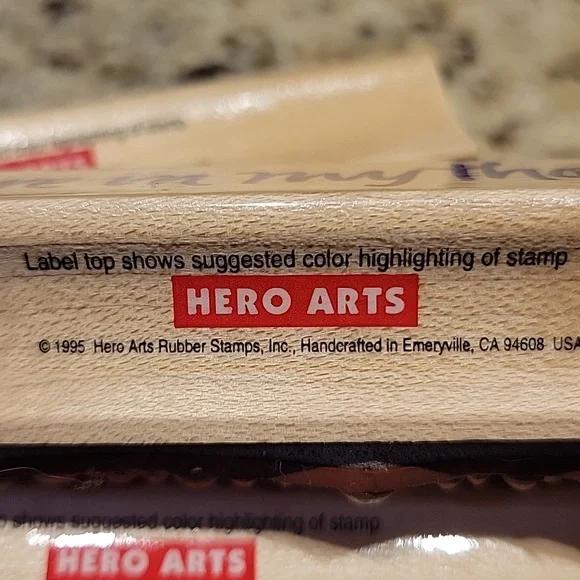 in my tho
Label top shows suggested color highlighting of stamp
HERO ARTS
© 1995 Hero Arts Rubber Stamps, Inc., Handcrafted in Emeryville, CA 94608 USA
shows suggested color highlighting of stamp
HERO ARTS